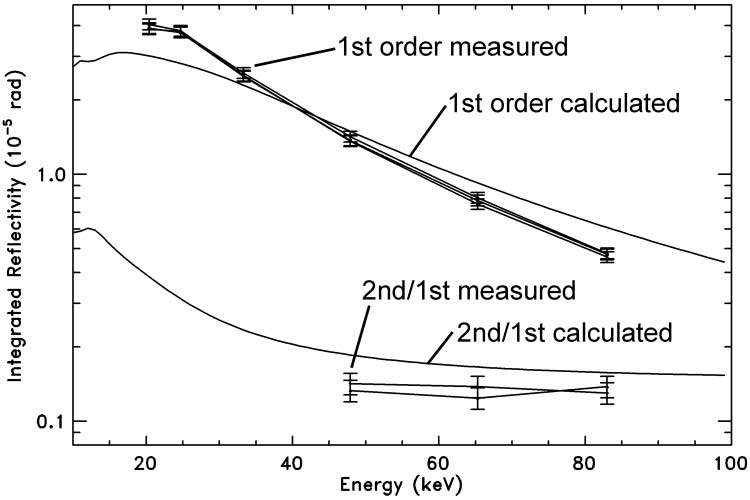 1st order measured
1st order calculated
1.0
2nd/1st measured
2nd/1st calculated
0.1
20 40 60 80 100
Energy (keV)
Integrated Reflectivity (10⁻⁵ rad)